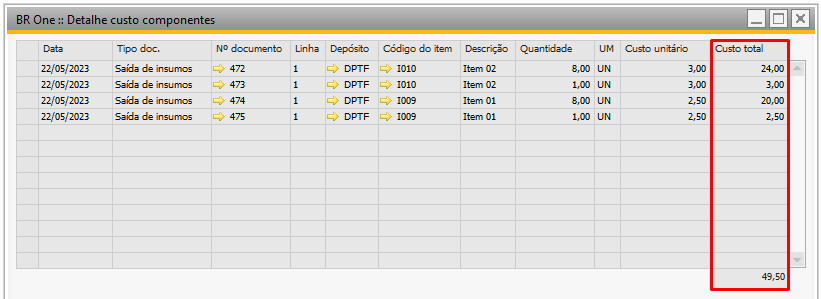 BR One :: Detalhe custo componentes
Data Tipo doc. Nº documento Linha Depósito Código do item Descrição Quantidade UM Custo unitário Custo total
22/05/2023 Saída de insumos 472 1 DPTF I010 Item 02 8,00 UN 3,00 24,00
22/05/2023 Saída de insumos 473 1 DPTF I010 Item 02 1,00 UN 3,00 3,00
22/05/2023 Saída de insumos 474 1 DPTF I009 Item 01 8,00 UN 2,50 20,00
22/05/2023 Saída de insumos 475 1 DPTF I009 Item 01 1,00 UN 2,50 2,50
49,50